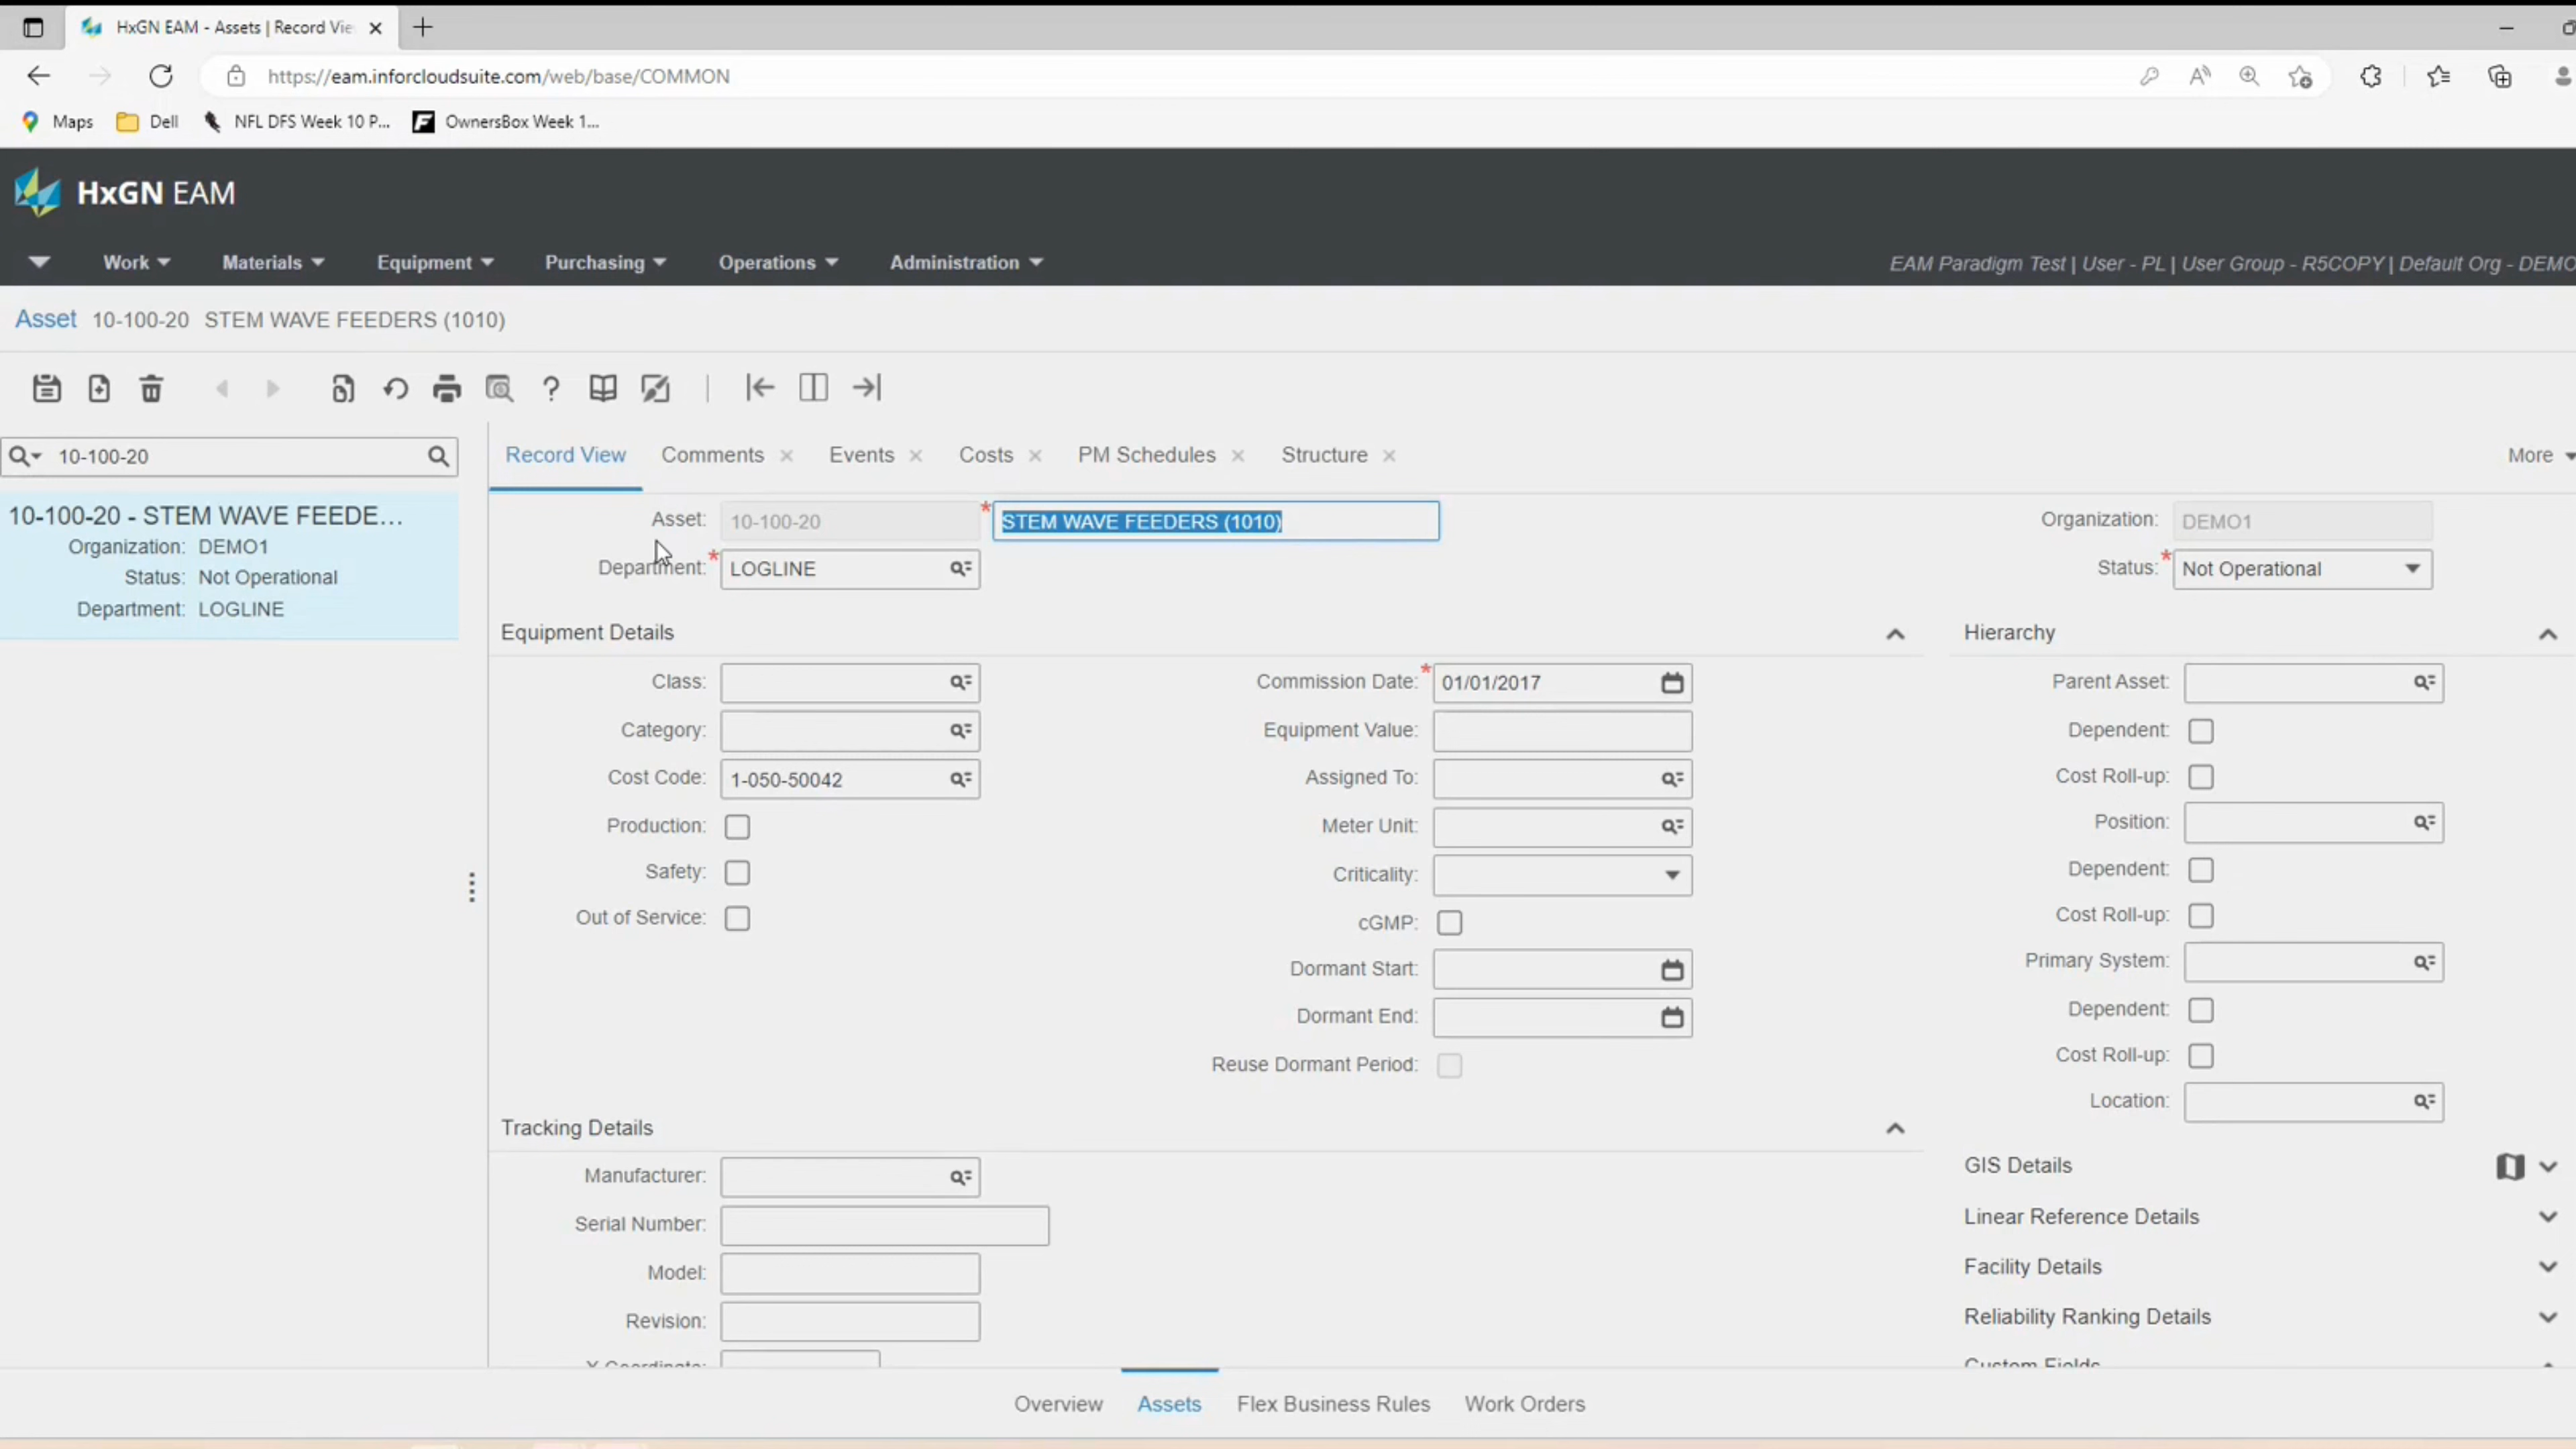 HxGN EAM - Assets | Record Vie
https://eam.inforcloudsuite.com/web/base/COMMON
Maps Dell NFL DFS Week 10 P... OwnersBox Week 1...
HxGN EAM
Work Materials Equipment Purchasing Operations Administration EAM Paradigm Test | User - PL | User Group - R5COPY | Default Org - DEMO
Asset 10-100-20 STEM WAVE FEEDERS (1010)
10-100-20
10-100-20 - STEM WAVE FEEDE...
Organization: DEMO1
Status: Not Operational
Department: LOGLINE
Record View Comments Events Costs PM Schedules Structure More
Asset: 10-100-20 * STEM WAVE FEEDERS (1010) Organization: DEMO1
Department: * LOGLINE Status: * Not Operational
Equipment Details
Class:
Category:
Cost Code: 1-050-50042
Production:
Safety:
Out of Service:
Commission Date: * 01/01/2017
Equipment Value:
Assigned To:
Meter Unit:
Criticality:
cGMP:
Dormant Start:
Dormant End:
Reuse Dormant Period:
Tracking Details
Manufacturer:
Serial Number:
Model:
Revision:
X Coordinate:
Hierarchy
Parent Asset:
Dependent:
Cost Roll-up:
Position:
Dependent:
Cost Roll-up:
Primary System:
Dependent:
Cost Roll-up:
Location:
GIS Details
Linear Reference Details
Facility Details
Reliability Ranking Details
Custom Fields
Overview Assets Flex Business Rules Work Orders